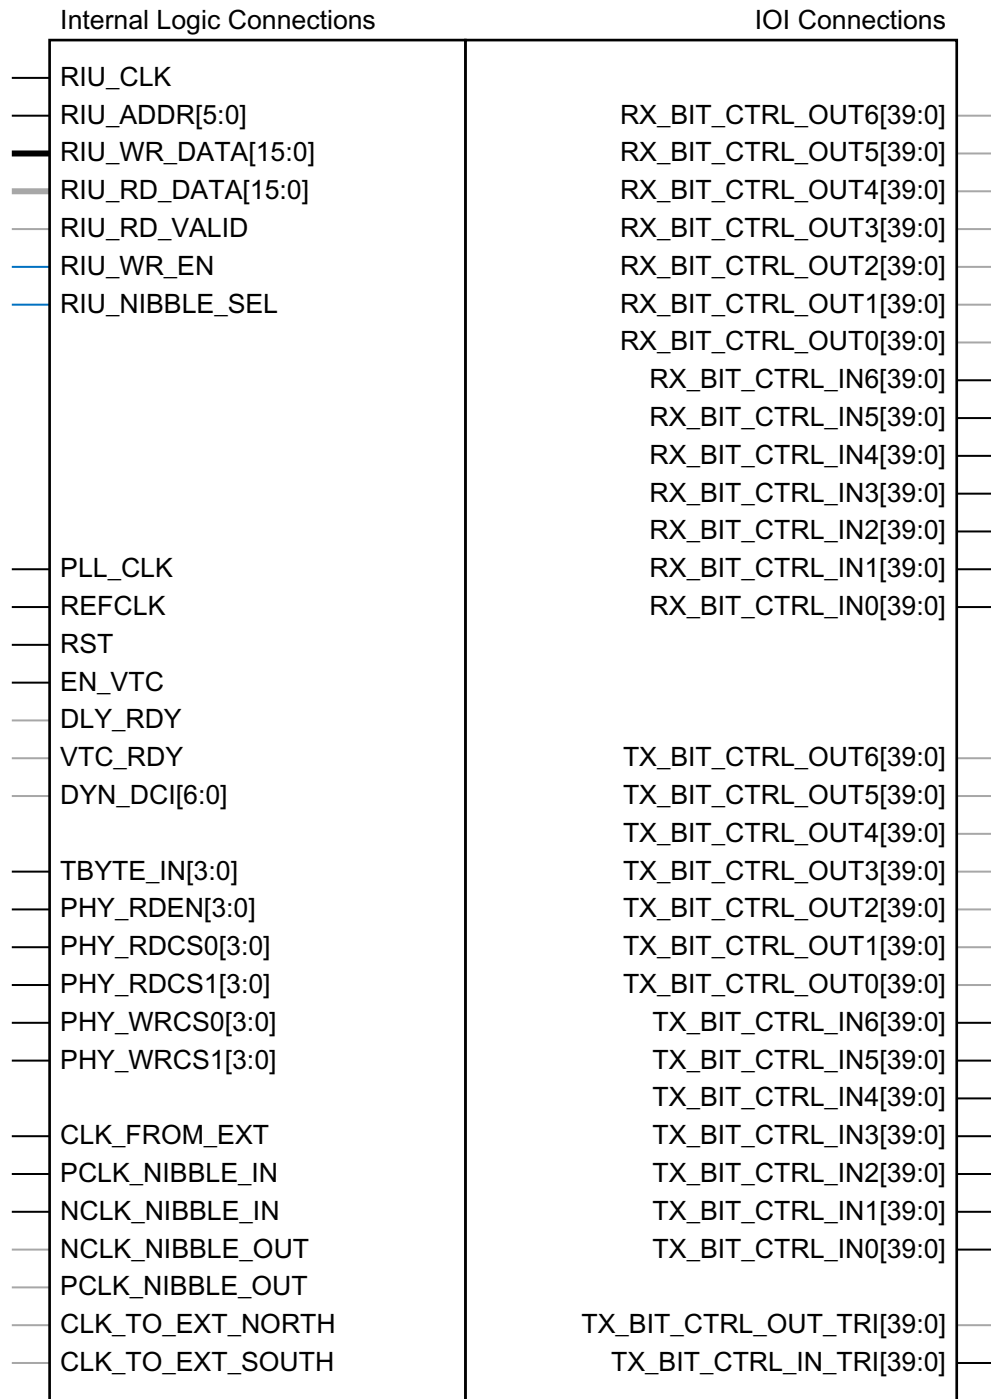 Internal Logic Connections
IOI Connections
RIU_CLK
RIU_ADDR[5:0]
RIU_WR_DATA[15:0]
RIU_RD_DATA[15:0]
RIU_RD_VALID
RIU_WR_EN
RIU_NIBBLE_SEL
PLL_CLK
REFCLK
RST
EN_VTC
DLY_RDY
VTC_RDY
DYN_DCI[6:0]
TBYTE_IN[3:0]
PHY_RDEN[3:0]
PHY_RDCS0[3:0]
PHY_RDCS1[3:0]
PHY_WRCS0[3:0]
PHY_WRCS1[3:0]
CLK_FROM_EXT
PCLK_NIBBLE_IN
NCLK_NIBBLE_IN
NCLK_NIBBLE_OUT
PCLK_NIBBLE_OUT
CLK_TO_EXT_NORTH
CLK_TO_EXT_SOUTH
RX_BIT_CTRL_OUT6[39:0]
RX_BIT_CTRL_OUT5[39:0]
RX_BIT_CTRL_OUT4[39:0]
RX_BIT_CTRL_OUT3[39:0]
RX_BIT_CTRL_OUT2[39:0]
RX_BIT_CTRL_OUT1[39:0]
RX_BIT_CTRL_OUT0[39:0]
RX_BIT_CTRL_IN6[39:0]
RX_BIT_CTRL_IN5[39:0]
RX_BIT_CTRL_IN4[39:0]
RX_BIT_CTRL_IN3[39:0]
RX_BIT_CTRL_IN2[39:0]
RX_BIT_CTRL_IN1[39:0]
RX_BIT_CTRL_IN0[39:0]
TX_BIT_CTRL_OUT6[39:0]
TX_BIT_CTRL_OUT5[39:0]
TX_BIT_CTRL_OUT4[39:0]
TX_BIT_CTRL_OUT3[39:0]
TX_BIT_CTRL_OUT2[39:0]
TX_BIT_CTRL_OUT1[39:0]
TX_BIT_CTRL_OUT0[39:0]
TX_BIT_CTRL_IN6[39:0]
TX_BIT_CTRL_IN5[39:0]
TX_BIT_CTRL_IN4[39:0]
TX_BIT_CTRL_IN3[39:0]
TX_BIT_CTRL_IN2[39:0]
TX_BIT_CTRL_IN1[39:0]
TX_BIT_CTRL_IN0[39:0]
TX_BIT_CTRL_OUT_TRI[39:0]
TX_BIT_CTRL_IN_TRI[39:0]